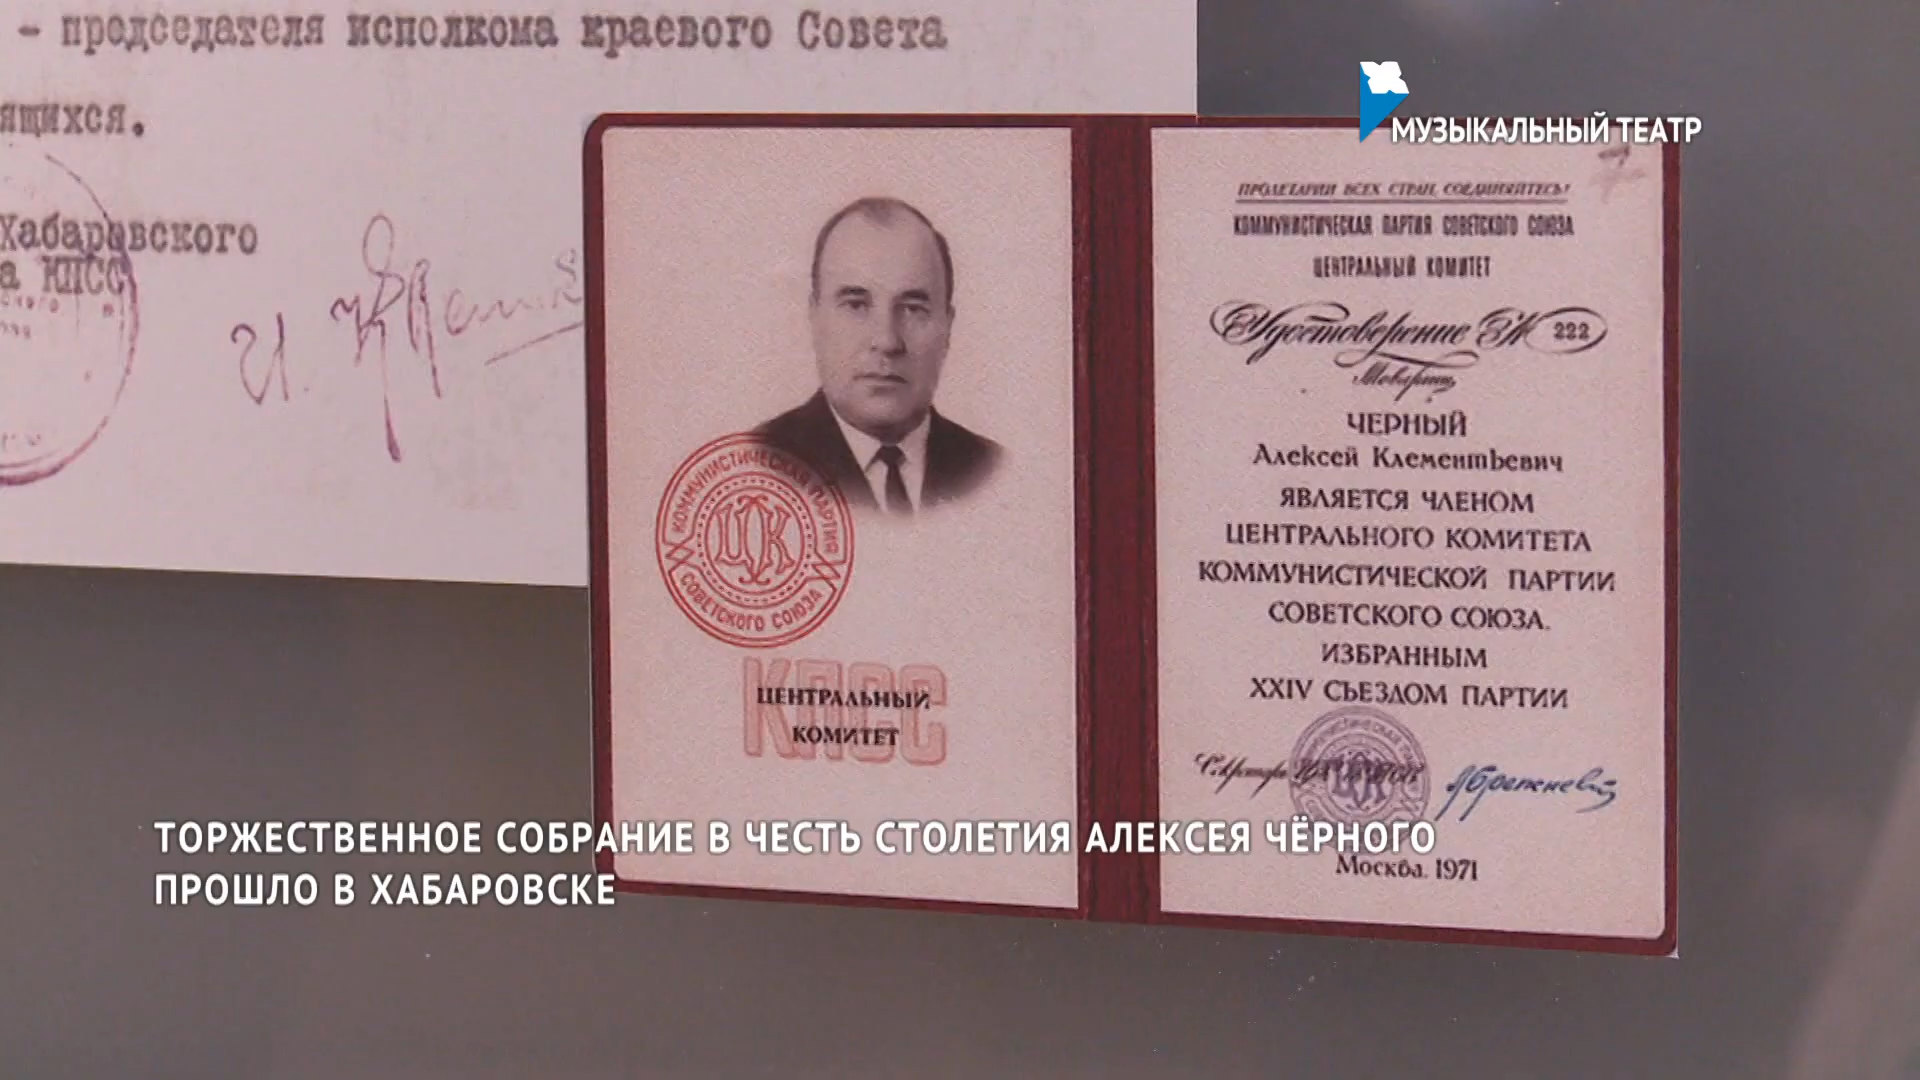 - председателя исполкома краевого Совета
ящихся.
Хабаровского
а КПСС
МУЗЫКАЛЬНЫЙ ТЕАТР
КОММУНИСТИЧЕСКАЯ ПАРТИЯ
СОВЕТСКОГО СОЮЗА
ЦК
КПСС
ЦЕНТРАЛЬНЫЙ
КОМИТЕТ
ПРОЛЕТАРИИ ВСЕХ СТРАН, СОЕДИНЯЙТЕСЬ!
КОММУНИСТИЧЕСКАЯ ПАРТИЯ СОВЕТСКОГО СОЮЗА
ЦЕНТРАЛЬНЫЙ КОМИТЕТ
Удостоверение № 222
Товарищ
ЧЕРНЫЙ
Алексей Клементьевич
ЯВЛЯЕТСЯ ЧЛЕНОМ
ЦЕНТРАЛЬНОГО КОМИТЕТА
КОММУНИСТИЧЕСКОЙ ПАРТИИ
СОВЕТСКОГО СОЮЗА.
ИЗБРАННЫМ
XXIV СЪЕЗДОМ ПАРТИИ
Москва. 1971
ТОРЖЕСТВЕННОЕ СОБРАНИЕ В ЧЕСТЬ СТОЛЕТИЯ АЛЕКСЕЯ ЧЁРНОГО
ПРОШЛО В ХАБАРОВСКЕ